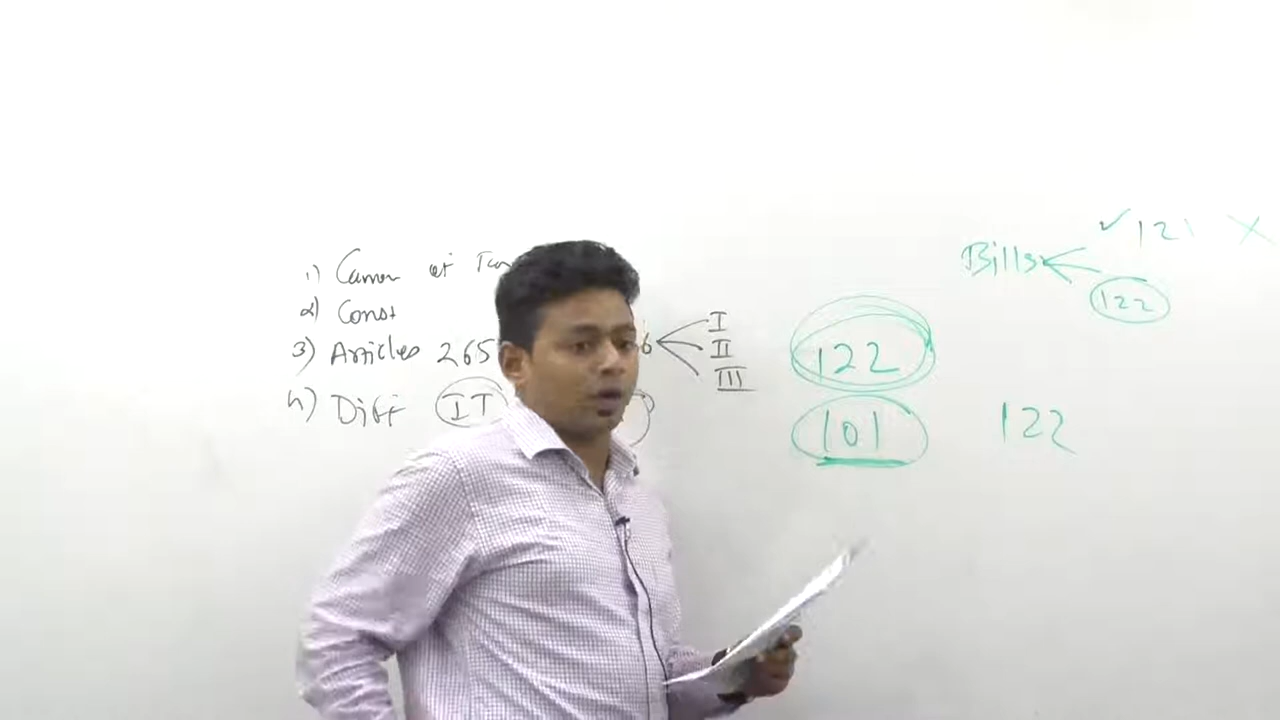 1) Canon of
2) Const
3) Articles 265 6
I
II
III
4) Diff IT
122
101 122
Bills
✓ 121 X
122